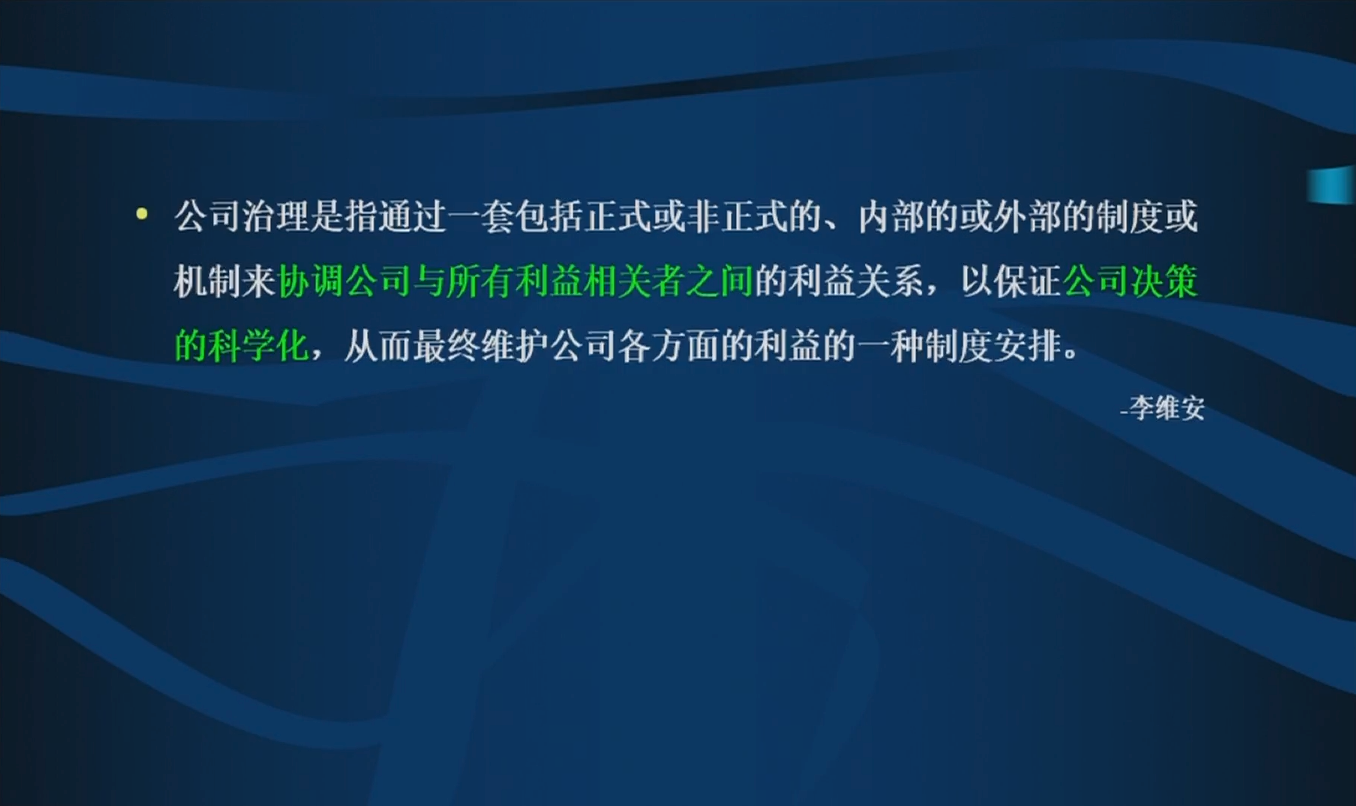 • 公司治理是指通过一套包括正式或非正式的、内部的或外部的制度或
机制来协调公司与所有利益相关者之间的利益关系，以保证公司决策
的科学化，从而最终维护公司各方面的利益的一种制度安排。
-李维安